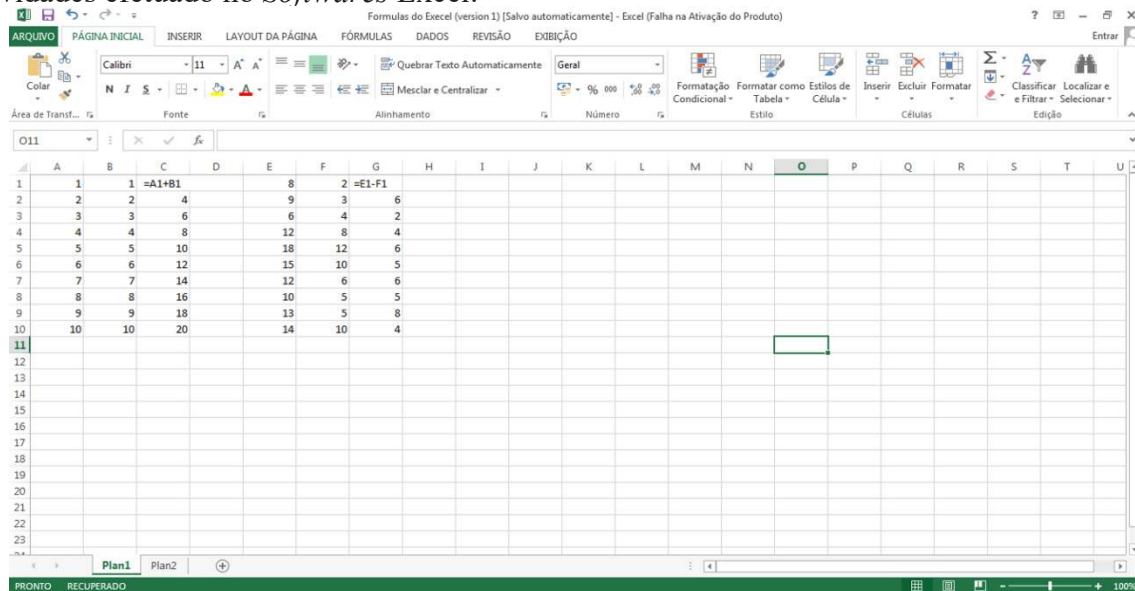 vidades efetuado no Softwares Excel.
Formulas do Execel (version 1) [Salvo automaticamente] - Excel (Falha na Ativação do Produto)
ARQUIVO PÁGINA INICIAL INSERIR LAYOUT DA PÁGINA FÓRMULAS DADOS REVISÃO EXIBIÇÃO Entrar
Calibri 11 Quebrar Texto Automaticamente Geral
Colar N I S Mesclar e Centralizar % 000 Formatação Condicional Formatar como Tabela Estilos de Célula Inserir Excluir Formatar Classificar e Filtrar Localizar e Selecionar
Área de Transf... Fonte Alinhamento Número Estilo Células Edição
O11 fx
A B C D E F G H I J K L M N O P Q R S T U
1 1 1 =A1+B1 8 2 =E1-F1
2 2 2 4 9 3 6
3 3 3 6 6 4 2
4 4 4 8 12 8 4
5 5 5 10 18 12 6
6 6 6 12 15 10 5
7 7 7 14 12 6 6
8 8 8 16 10 5 5
9 9 9 18 13 5 8
10 10 10 20 14 10 4
11
12
13
14
15
16
17
18
19
20
21
22
23
Plan1 Plan2
PRONTO RECUPERADO 100%